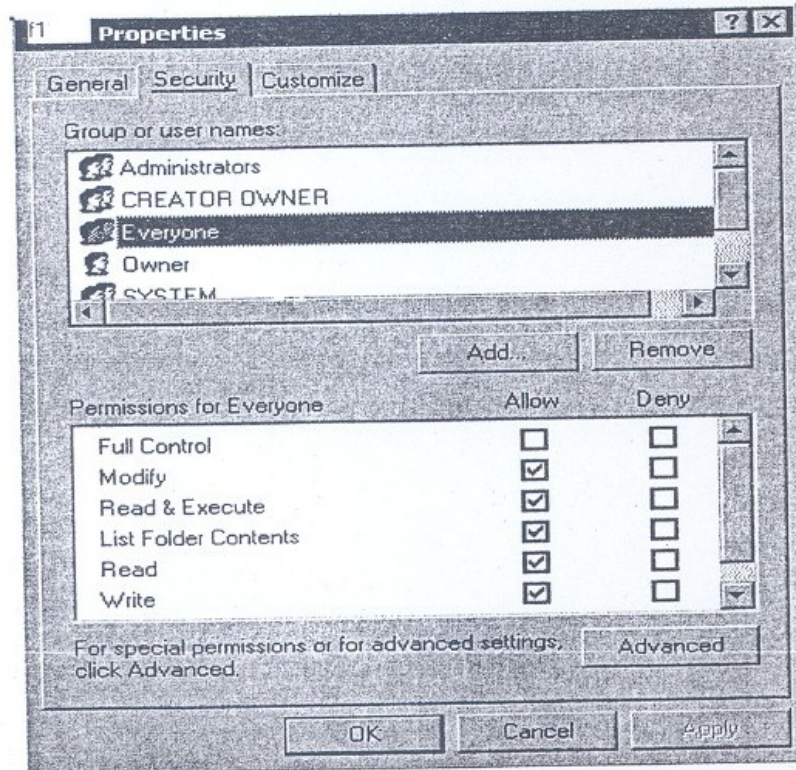 f1 Properties
General Security Customize
Group or user names:
Administrators
CREATOR OWNER
Everyone
Owner
SYSTEM
Add... Remove
Permissions for Everyone Allow Deny
Full Control
Modify
Read & Execute
List Folder Contents
Read
Write
For special permissions or for advanced settings,
click Advanced.
Advanced
OK Cancel Apply